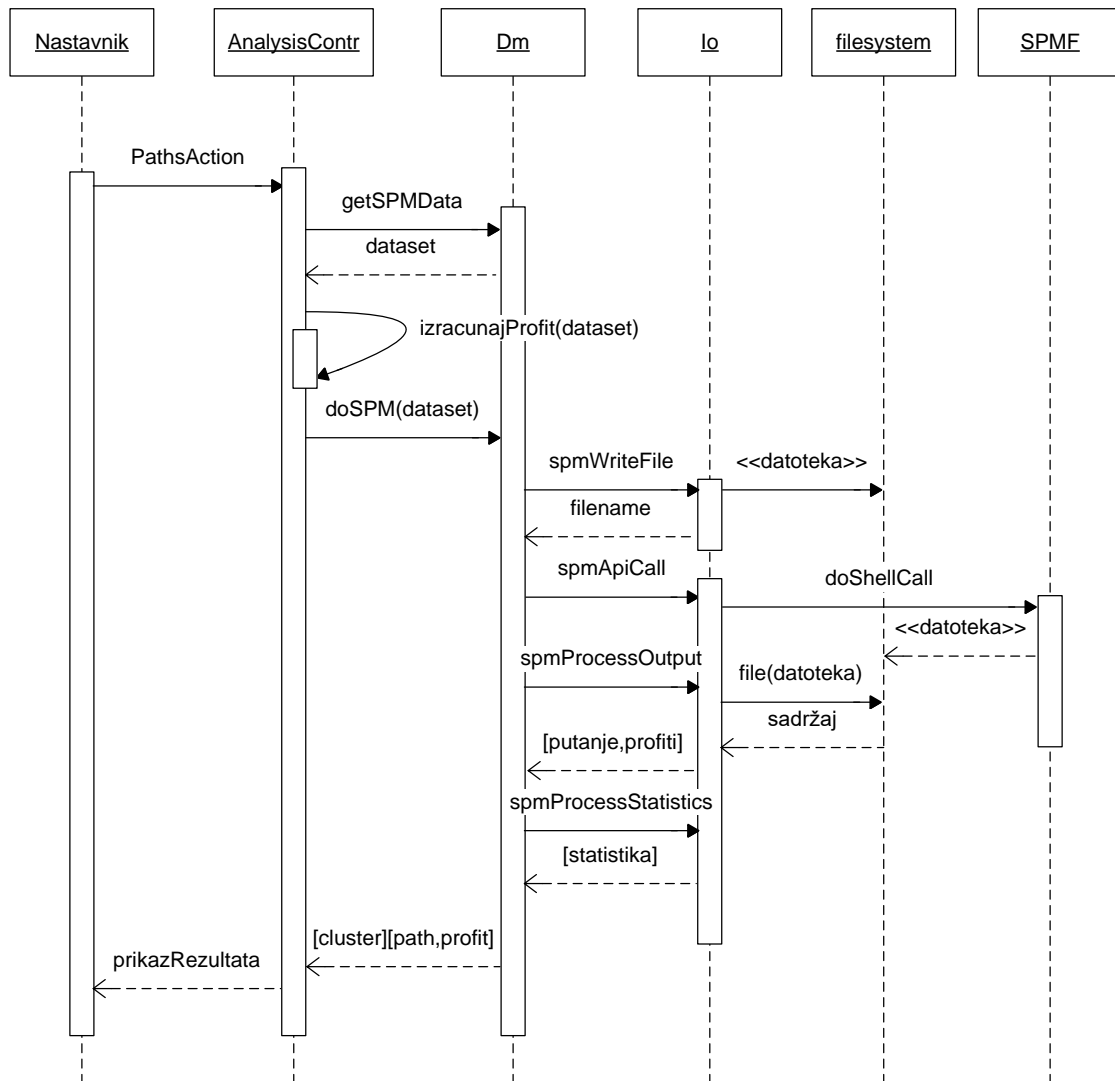 Nastavnik
AnalysisContr
Dm
Io
filesystem
SPMF
PathsAction
getSPMData
dataset
izracunajProfit(dataset)
doSPM(dataset)
spmWriteFile
<<datoteka>>
filename
spmApiCall
doShellCall
<<datoteka>>
spmProcessOutput
file(datoteka)
sadržaj
[putanje,profiti]
spmProcessStatistics
[statistika]
[cluster][path,profit]
prikazRezultata